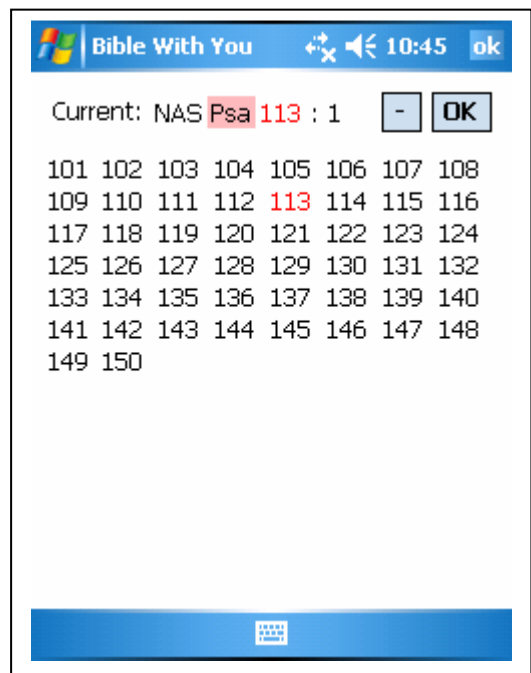 Bible With You 10:45 ok
Current: NAS Psa 113 : 1 - OK
101 102 103 104 105 106 107 108
109 110 111 112 113 114 115 116
117 118 119 120 121 122 123 124
125 126 127 128 129 130 131 132
133 134 135 136 137 138 139 140
141 142 143 144 145 146 147 148
149 150